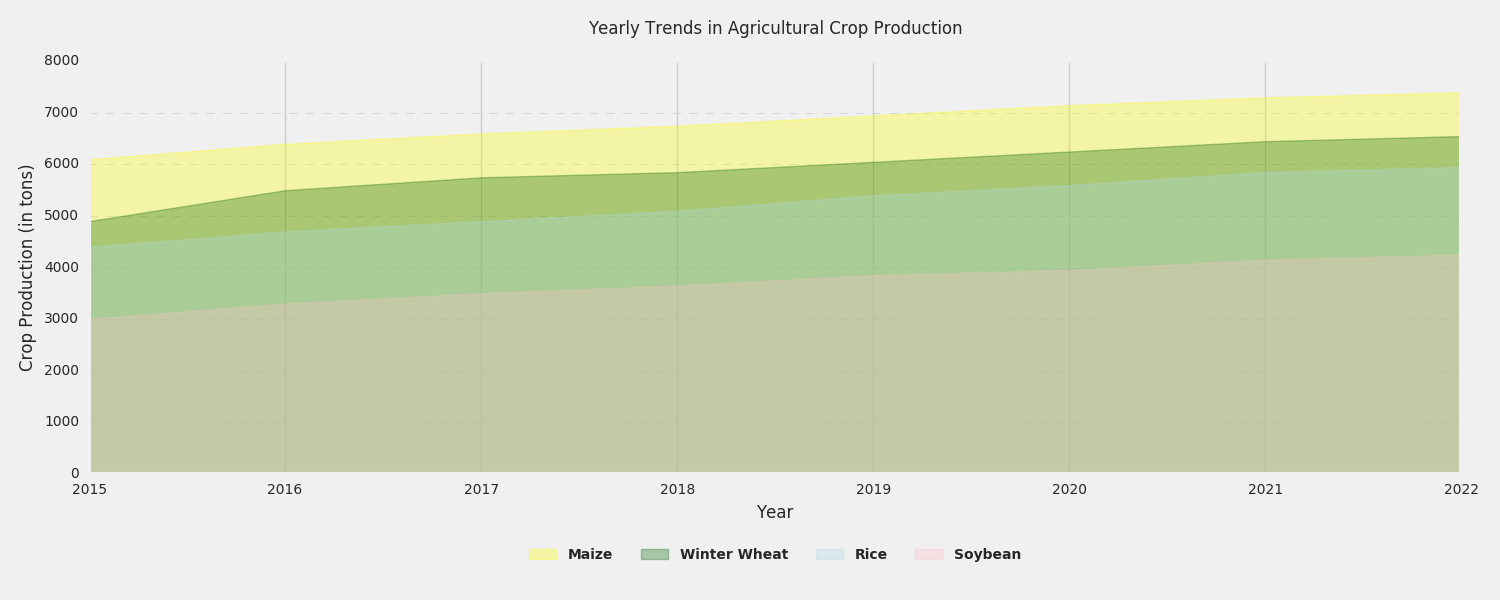 Yearly Trends in Agricultural Crop Production
8000
7000
6000
5000
4000
3000
2000
1000
0
Crop Production (in tons)
2015 2016 2017 2018 2019 2020 2021 2022
Year
Maize Winter Wheat Rice Soybean